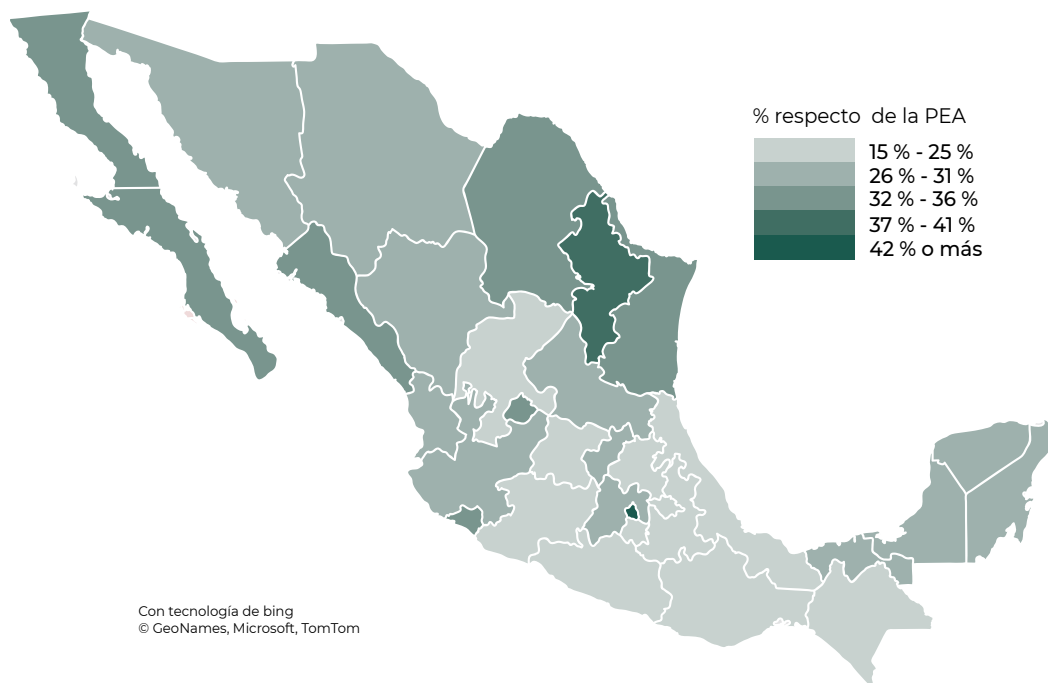 % respecto de la PEA
15 % - 25 %
26 % - 31 %
32 % - 36 %
37 % - 41 %
42 % o más
Con tecnología de bing
© GeoNames, Microsoft, TomTom